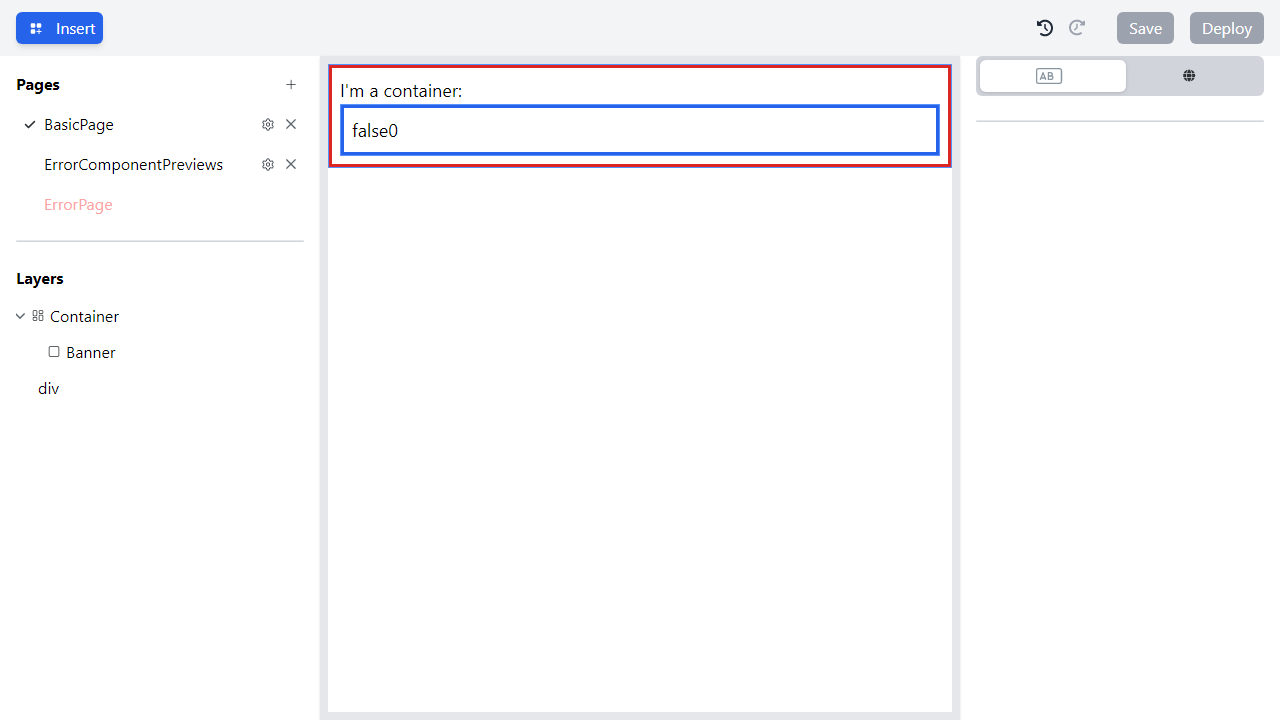 Insert
Save
Deploy
Pages
BasicPage
ErrorComponentPreviews
ErrorPage
Layers
Container
Banner
div
I'm a container:
false0
AB